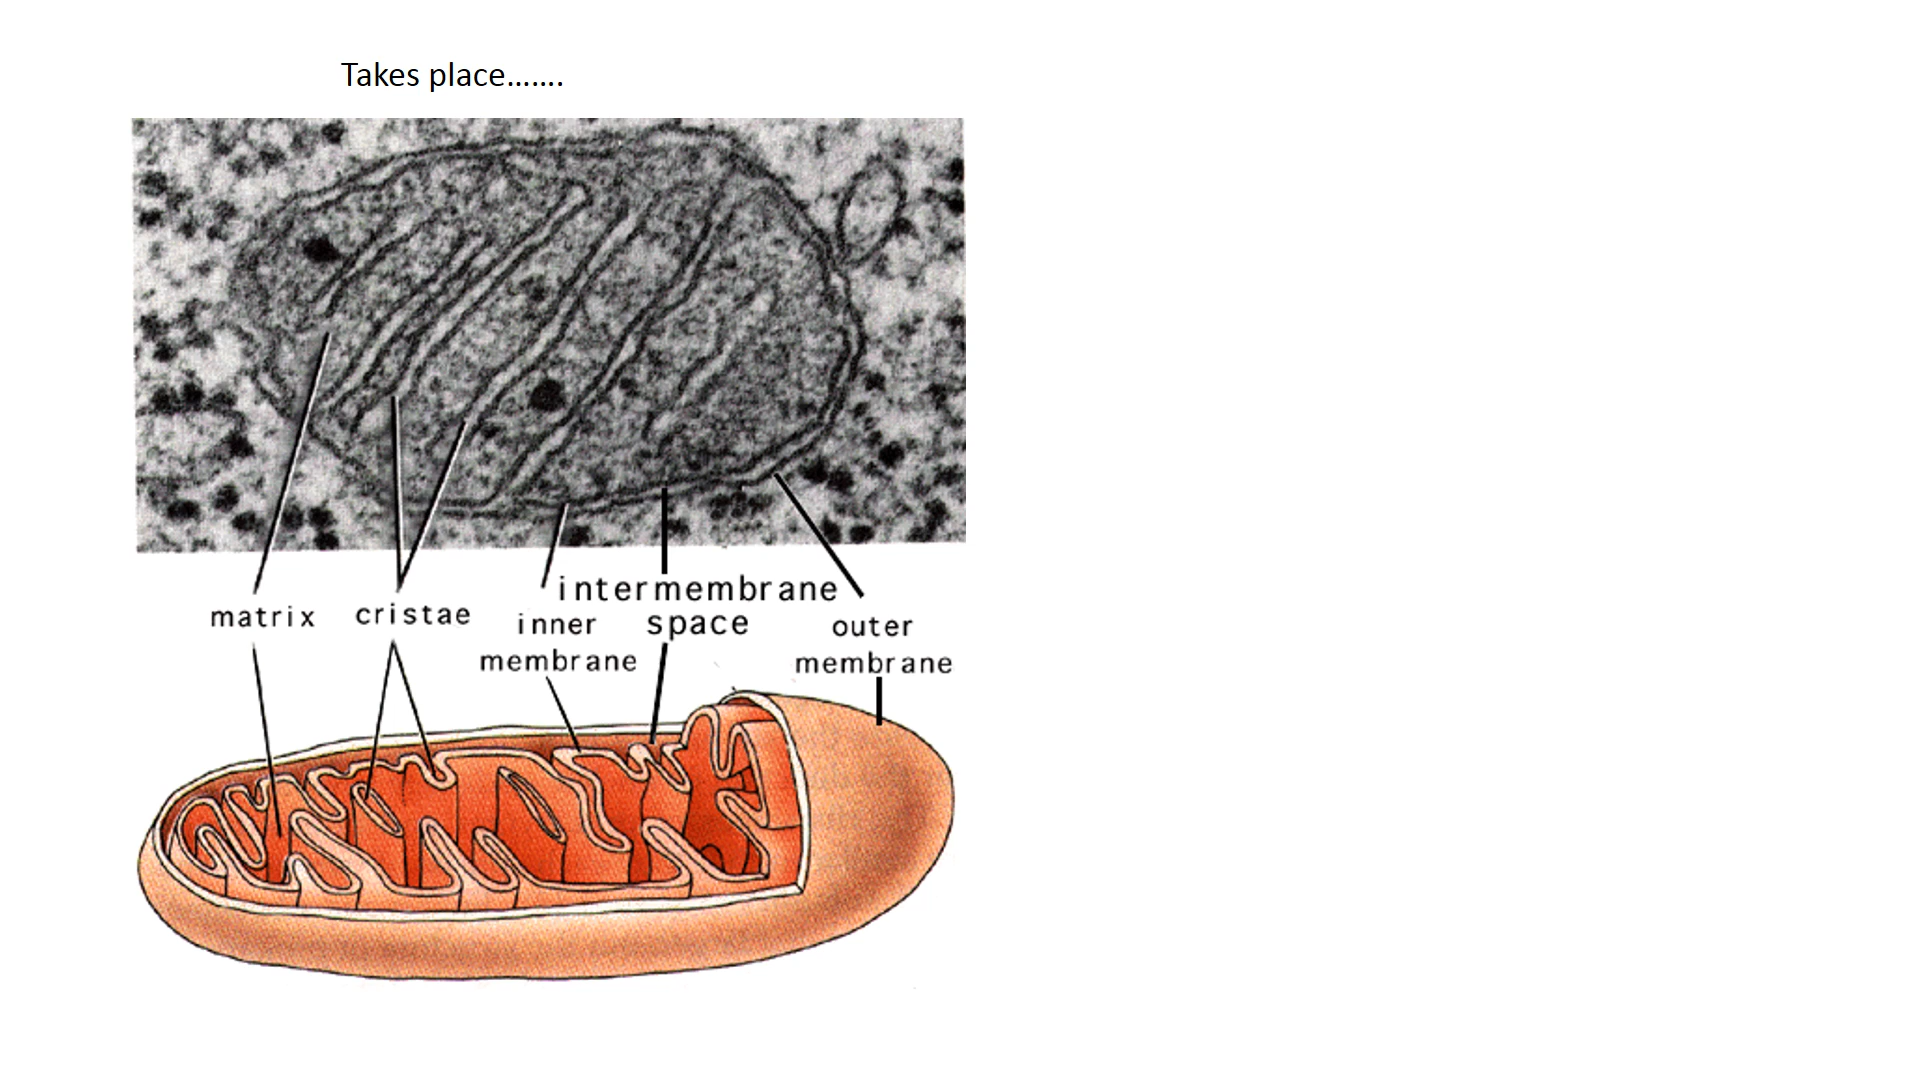 Takes place.......
intermembrane
matrix cristae inner space outer
membrane membrane